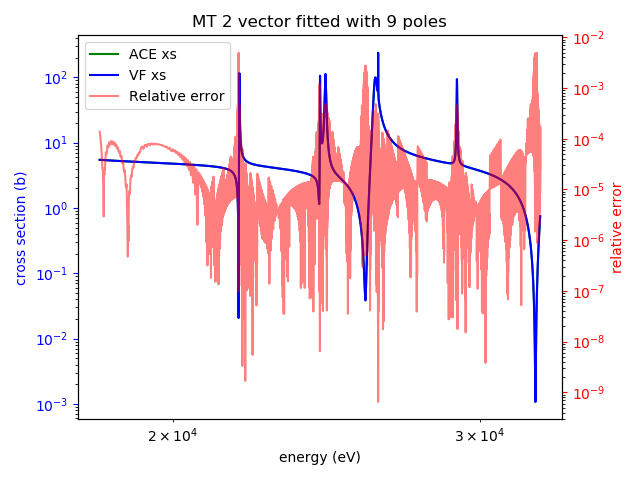 MT 2 vector fitted with 9 poles
ACE xs
VF xs
Relative error
cross section (b)
10²
10¹
10⁰
10⁻¹
10⁻²
10⁻³
10⁻²
10⁻³
10⁻⁴
10⁻⁵
10⁻⁶
10⁻⁷
10⁻⁸
10⁻⁹
relative error
2 × 10⁴
3 × 10⁴
energy (eV)